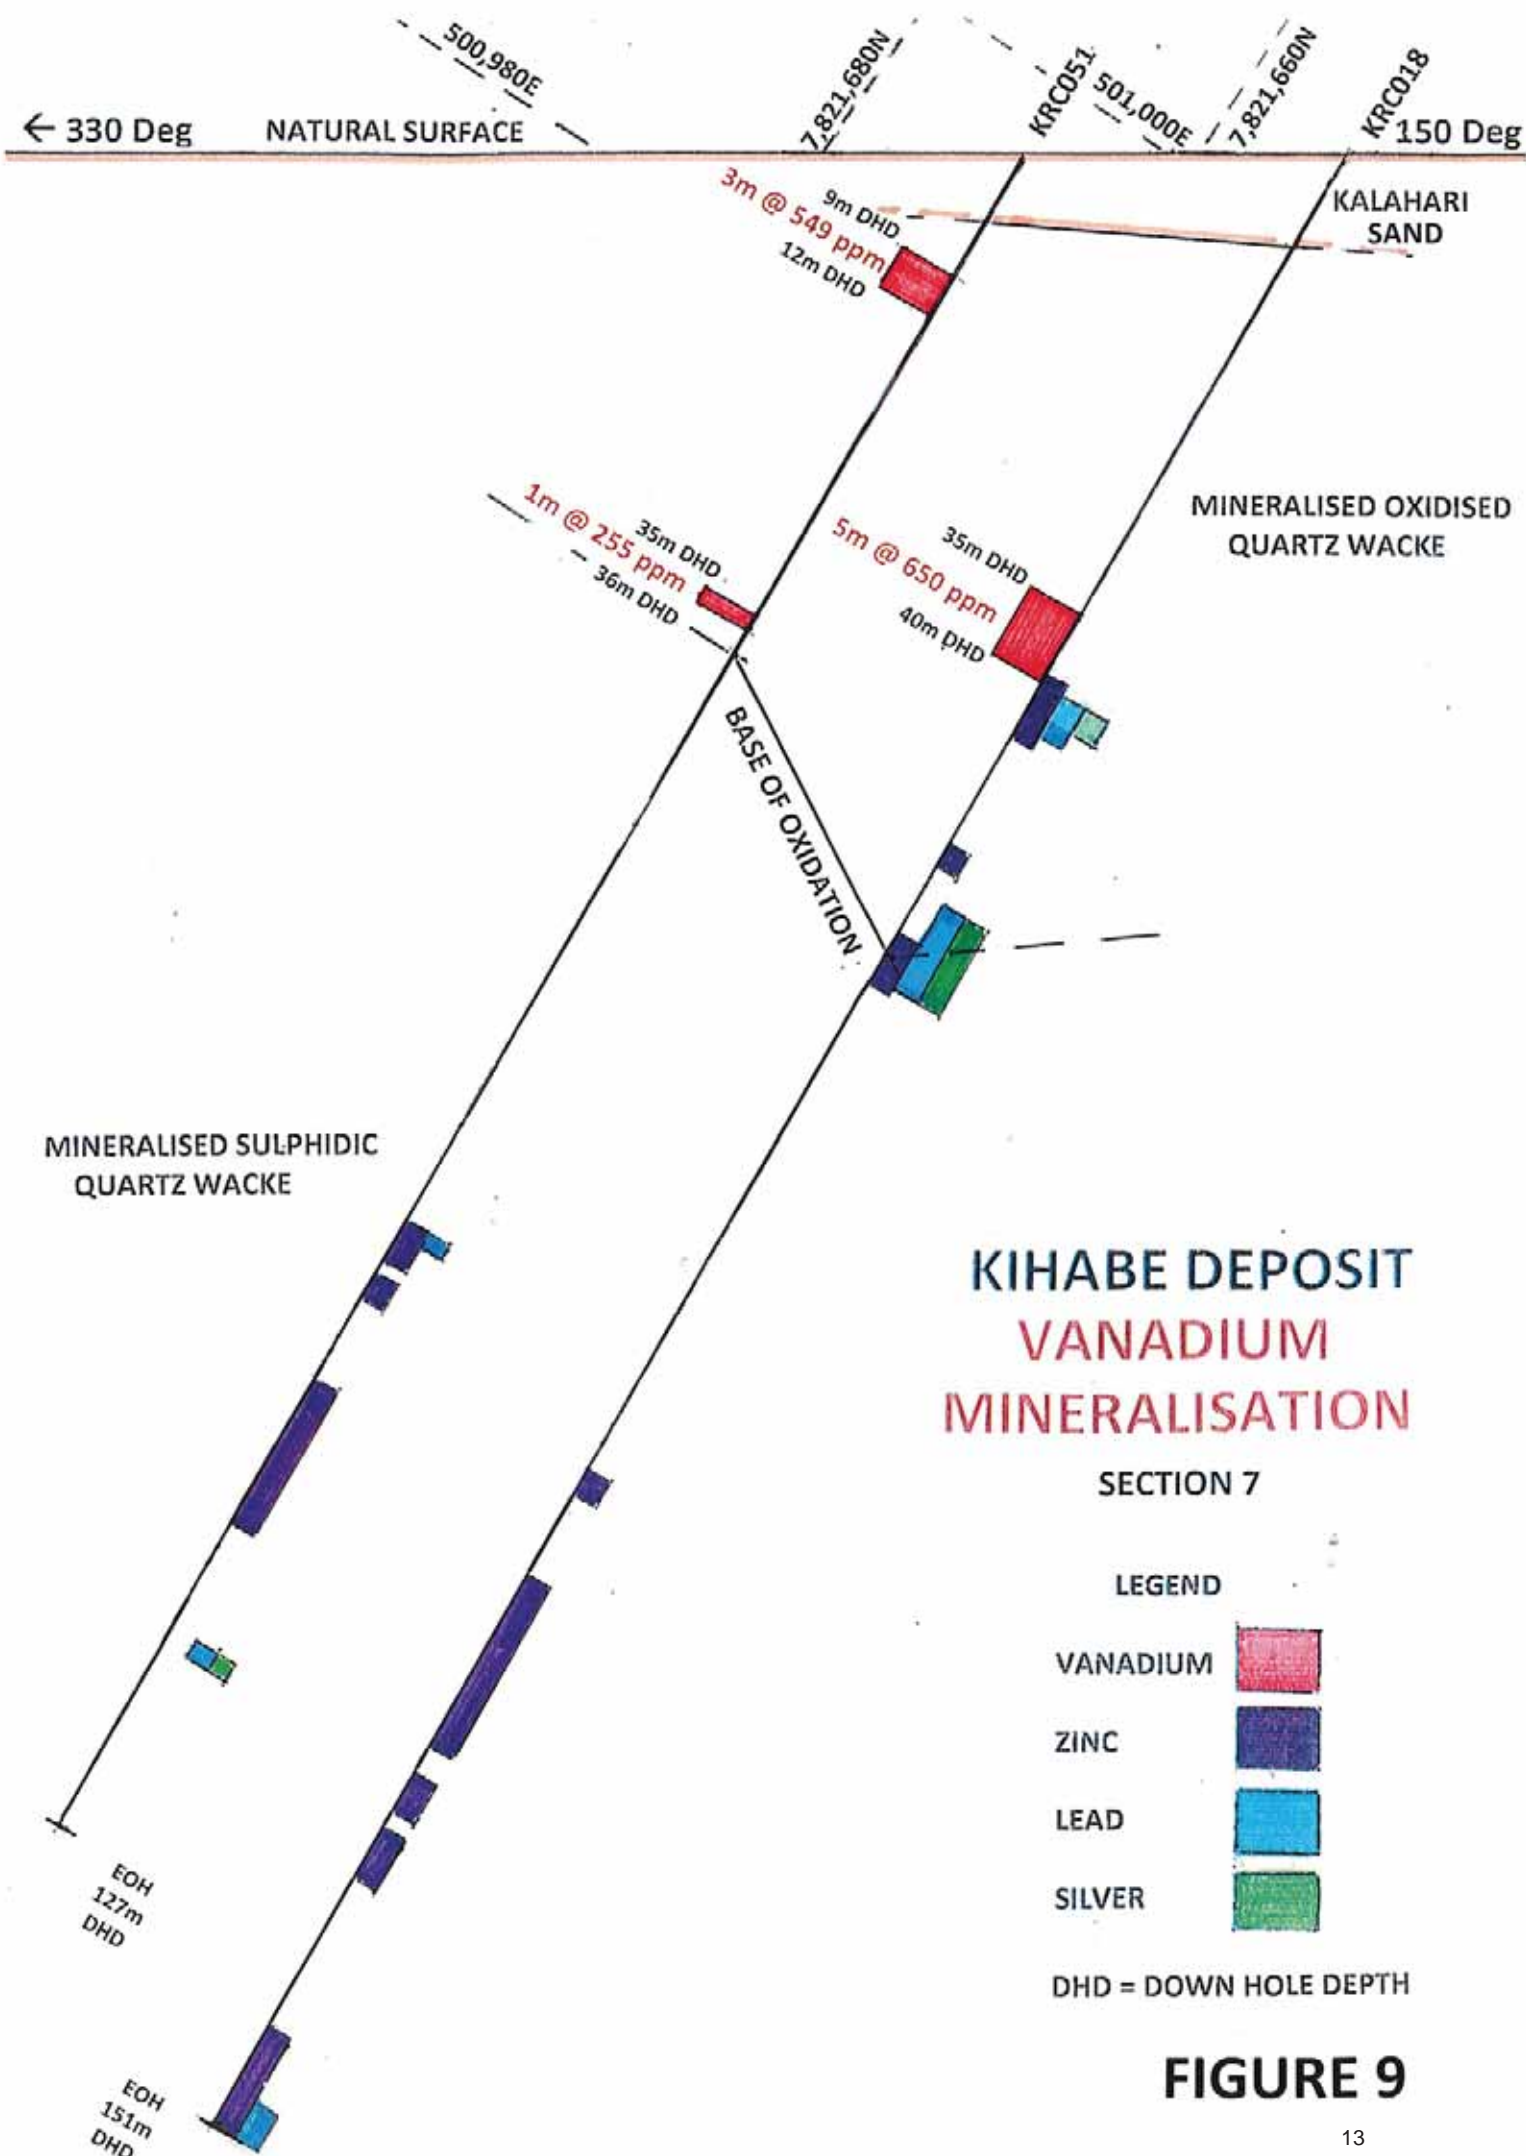 500,980E
7,821,680N
KRC051
501,000E
7,821,660N
KRC018
← 330 Deg
NATURAL SURFACE
150 Deg
KALAHARI
SAND
9m DHD
3m @ 549 ppm
12m DHD
MINERALISED OXIDISED
QUARTZ WACKE
35m DHD
1m @ 255 ppm
36m DHD
35m DHD
5m @ 650 ppm
40m DHD
BASE OF OXIDATION
MINERALISED SULPHIDIC
QUARTZ WACKE
KIHABE DEPOSIT
VANADIUM
MINERALISATION
SECTION 7
LEGEND
VANADIUM
ZINC
LEAD
SILVER
DHD = DOWN HOLE DEPTH
EOH
127m
DHD
EOH
151m
DHD
FIGURE 9
13